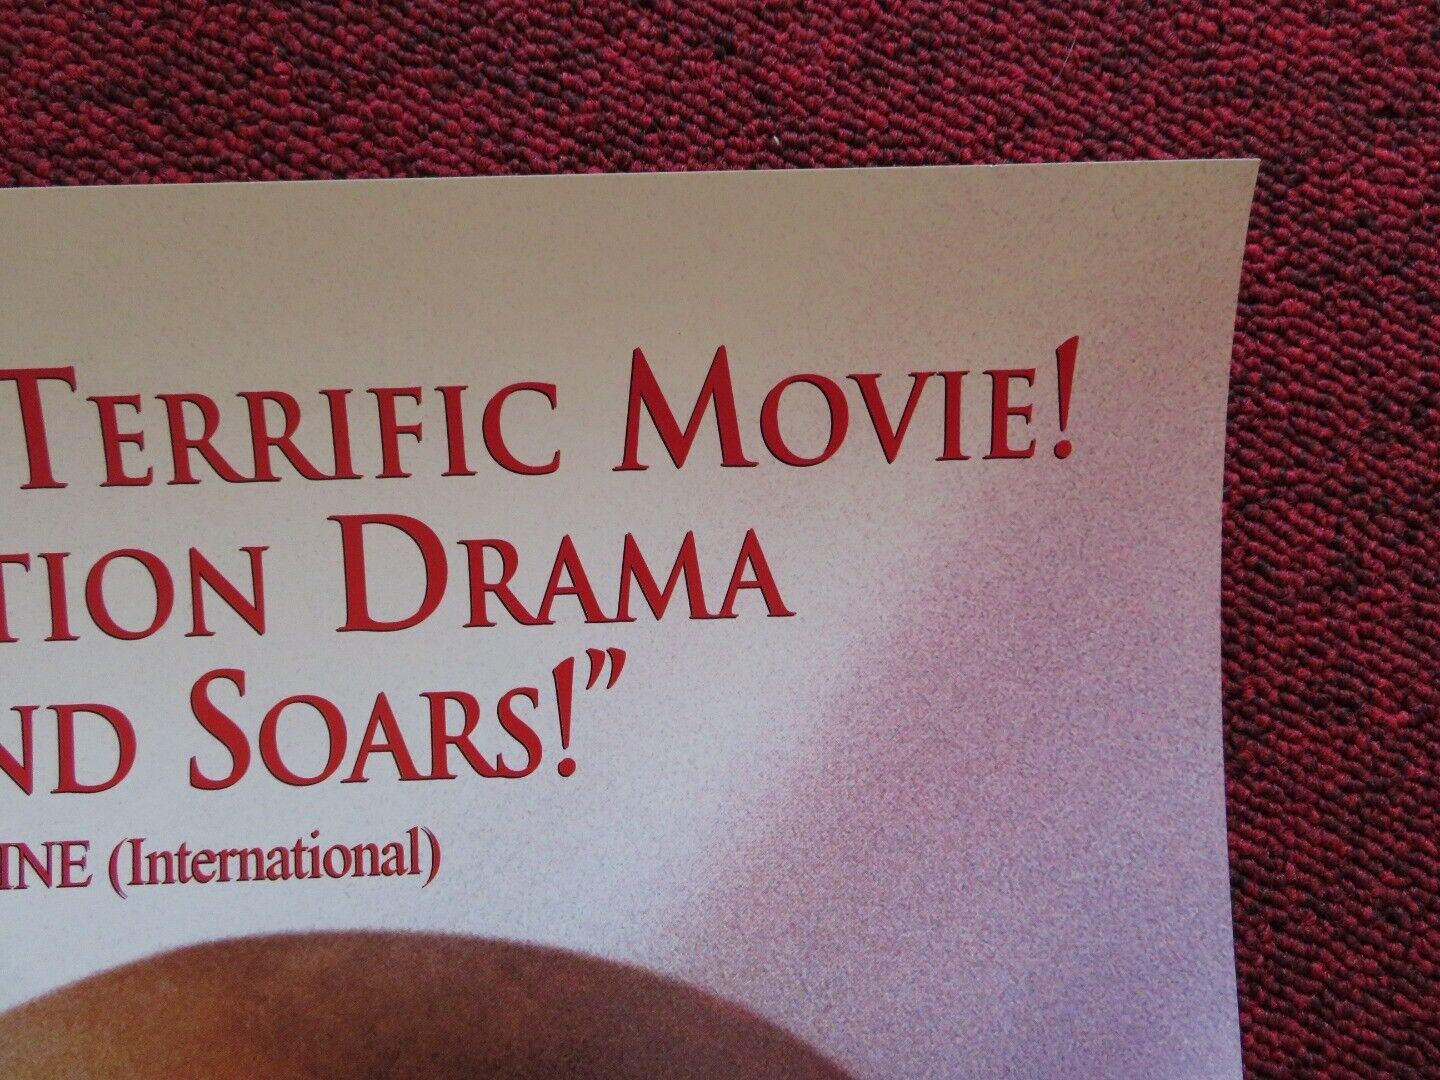 TERRIFIC MOVIE!
TION DRAMA
ND SOARS!”
INE (International)